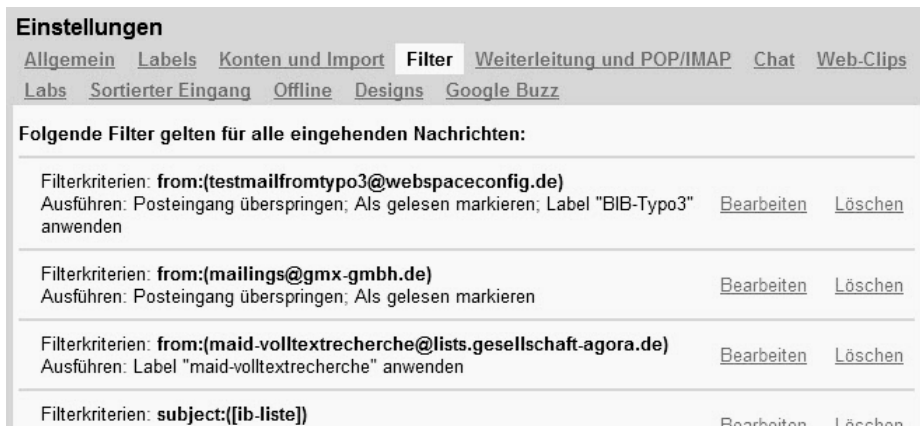 Einstellungen
Allgemein Labels Konten und Import Filter Weiterleitung und POP/IMAP Chat Web-Clips
Labs Sortierter Eingang Offline Designs Google Buzz
Folgende Filter gelten für alle eingehenden Nachrichten:
Filterkriterien: from:(testmailfromtypo3@webspaceconfig.de)
Ausführen: Posteingang überspringen; Als gelesen markieren; Label "BIB-Typo3" Bearbeiten Löschen
anwenden
Filterkriterien: from:(mailings@gmx-gmbh.de)
Ausführen: Posteingang überspringen; Als gelesen markieren Bearbeiten Löschen
Filterkriterien: from:(maid-volltextrecherche@lists.gesellschaft-agora.de)
Ausführen: Label "maid-volltextrecherche" anwenden Bearbeiten Löschen
Filterkriterien: subject:([ib-liste])
Bearbeiten Löschen